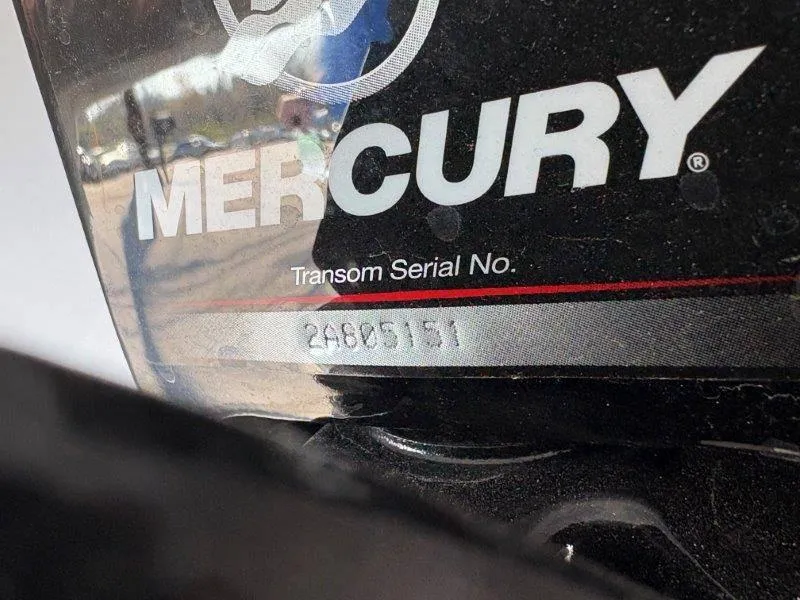 MERCURY®
Transom Serial No.
2A805151